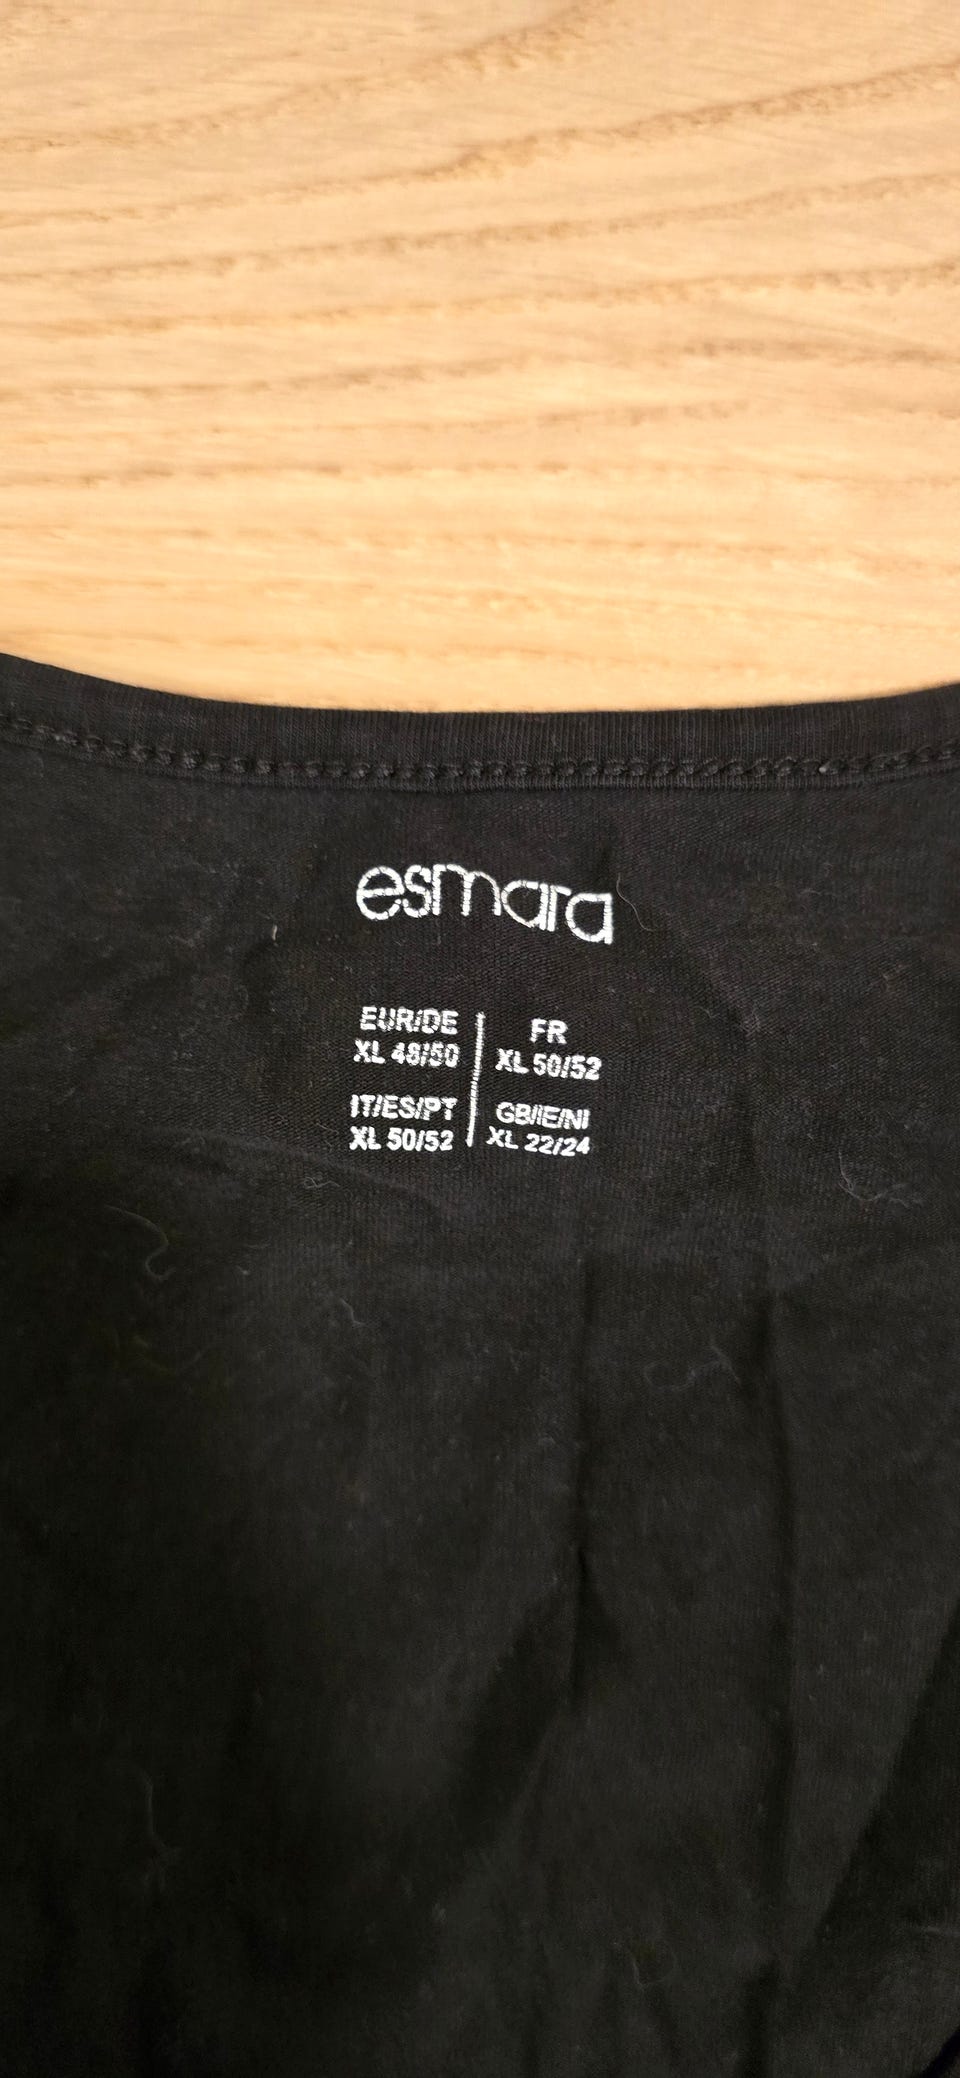 esmara
EUR/DE
XL 48/50
FR
XL 50/52
IT/ES/PT
XL 50/52
GB/IE/NI
XL 22/24